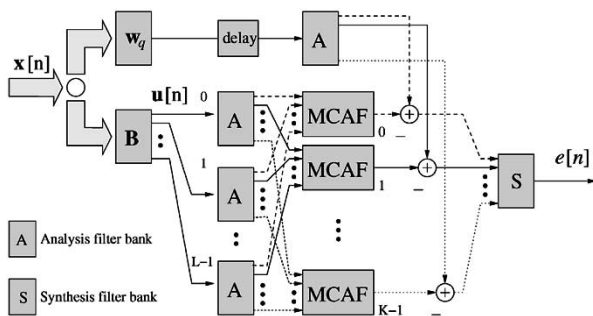 x[n]
w_q
delay
A
B
u[n]
0
A
MCAF
0
–
+
1
A
MCAF
1
–
+
S
e[n]
L-1
A
MCAF
K-1
–
+
A Analysis filter bank
S Synthesis filter bank